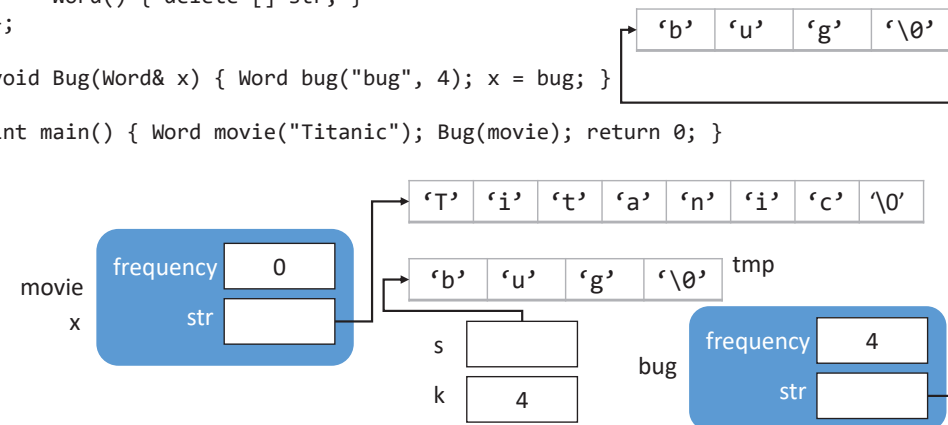 Word() { delete [] str; }
;
‘b’ ‘u’ ‘g’ ‘\0’
void Bug(Word& x) { Word bug("bug", 4); x = bug; }
int main() { Word movie("Titanic"); Bug(movie); return 0; }
‘T’ ‘i’ ‘t’ ‘a’ ‘n’ ‘i’ ‘c’ ‘\0’
frequency 0
movie
x
str
‘b’ ‘u’ ‘g’ ‘\0’ tmp
s
k 4
bug
frequency 4
str